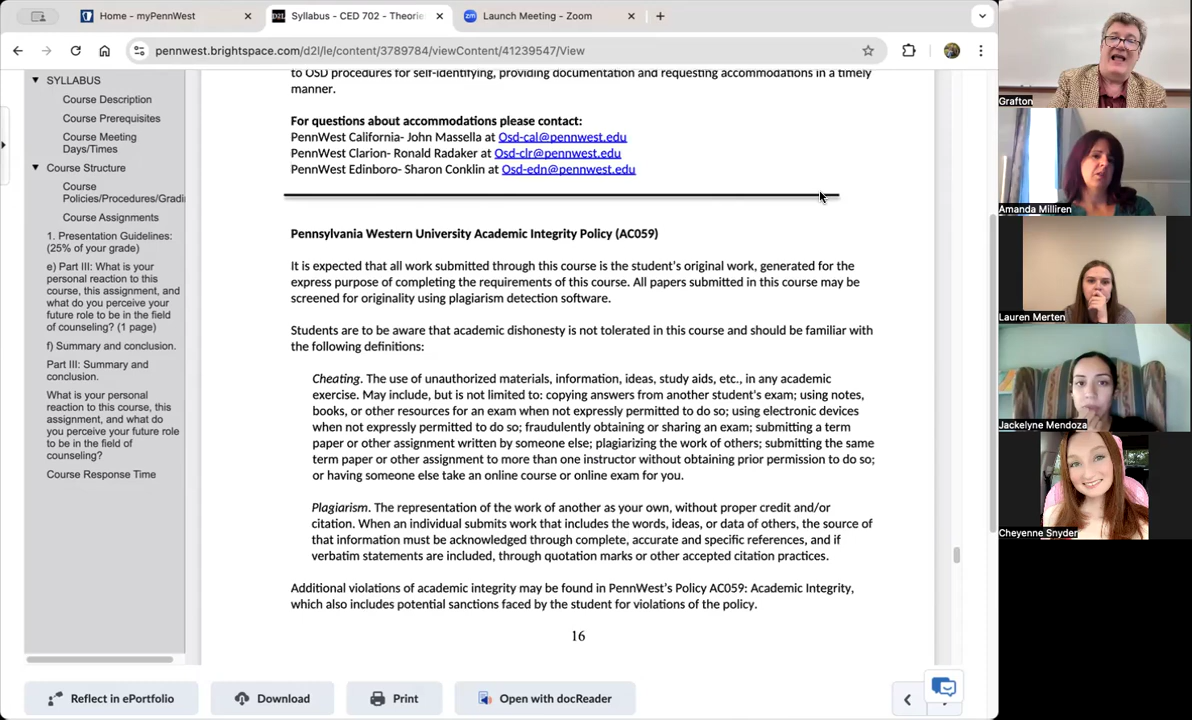 Home - myPennWest
Syllabus - CED 702 - Theorie
Launch Meeting - Zoom
pennwest.brightspace.com/d2l/le/content/3789784/viewContent/41239547/View
SYLLABUS
Course Description
Course Prerequisites
Course Meeting
Days/Times
Course Structure
Course
Policies/Procedures/Gradi
Course Assignments
1. Presentation Guidelines:
(25% of your grade)
e) Part III: What is your
personal reaction to this
course, this assignment, and
what do you perceive your
future role to be in the field
of counseling? (1 page)
f) Summary and conclusion.
Part III: Summary and
conclusion.
What is your personal
reaction to this course, this
assignment, and what do
you perceive your future role
to be in the field of
counseling?
Course Response Time
to OSD procedures for self-identifying, providing documentation and requesting accommodations in a timely
manner.
For questions about accommodations please contact:
PennWest California- John Massella at Osd-cal@pennwest.edu
PennWest Clarion- Ronald Radaker at Osd-clr@pennwest.edu
PennWest Edinboro- Sharon Conklin at Osd-edn@pennwest.edu
Pennsylvania Western University Academic Integrity Policy (AC059)
It is expected that all work submitted through this course is the student's original work, generated for the
express purpose of completing the requirements of this course. All papers submitted in this course may be
screened for originality using plagiarism detection software.
Students are to be aware that academic dishonesty is not tolerated in this course and should be familiar with
the following definitions:
Cheating. The use of unauthorized materials, information, ideas, study aids, etc., in any academic
exercise. May include, but is not limited to: copying answers from another student's exam; using notes,
books, or other resources for an exam when not expressly permitted to do so; using electronic devices
when not expressly permitted to do so; fraudulently obtaining or sharing an exam; submitting a term
paper or other assignment written by someone else; plagiarizing the work of others; submitting the same
term paper or other assignment to more than one instructor without obtaining prior permission to do so;
or having someone else take an online course or online exam for you.
Plagiarism. The representation of the work of another as your own, without proper credit and/or
citation. When an individual submits work that includes the words, ideas, or data of others, the source of
that information must be acknowledged through complete, accurate and specific references, and if
verbatim statements are included, through quotation marks or other accepted citation practices.
Additional violations of academic integrity may be found in PennWest's Policy AC059: Academic Integrity,
which also includes potential sanctions faced by the student for violations of the policy.
16
Reflect in ePortfolio
Download
Print
Open with docReader
Grafton
Amanda Milliren
Lauren Merten
Jackelyne Mendoza
Cheyenne Snyder